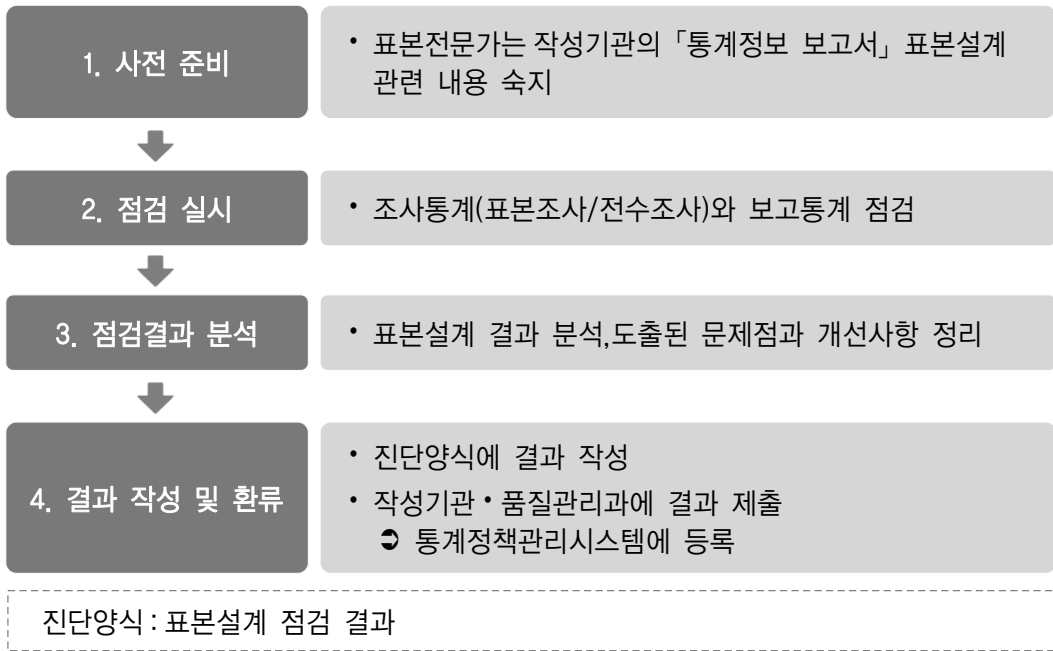 1. 사전 준비
• 표본전문가는 작성기관의「통계정보 보고서」표본설계
관련 내용 숙지
2. 점검 실시
• 조사통계(표본조사/전수조사)와 보고통계 점검
3. 점검결과 분석
• 표본설계 결과 분석,도출된 문제점과 개선사항 정리
4. 결과 작성 및 환류
• 진단양식에 결과 작성
• 작성기관•품질관리과에 결과 제출
➲ 통계정책관리시스템에 등록
진단양식 : 표본설계 점검 결과